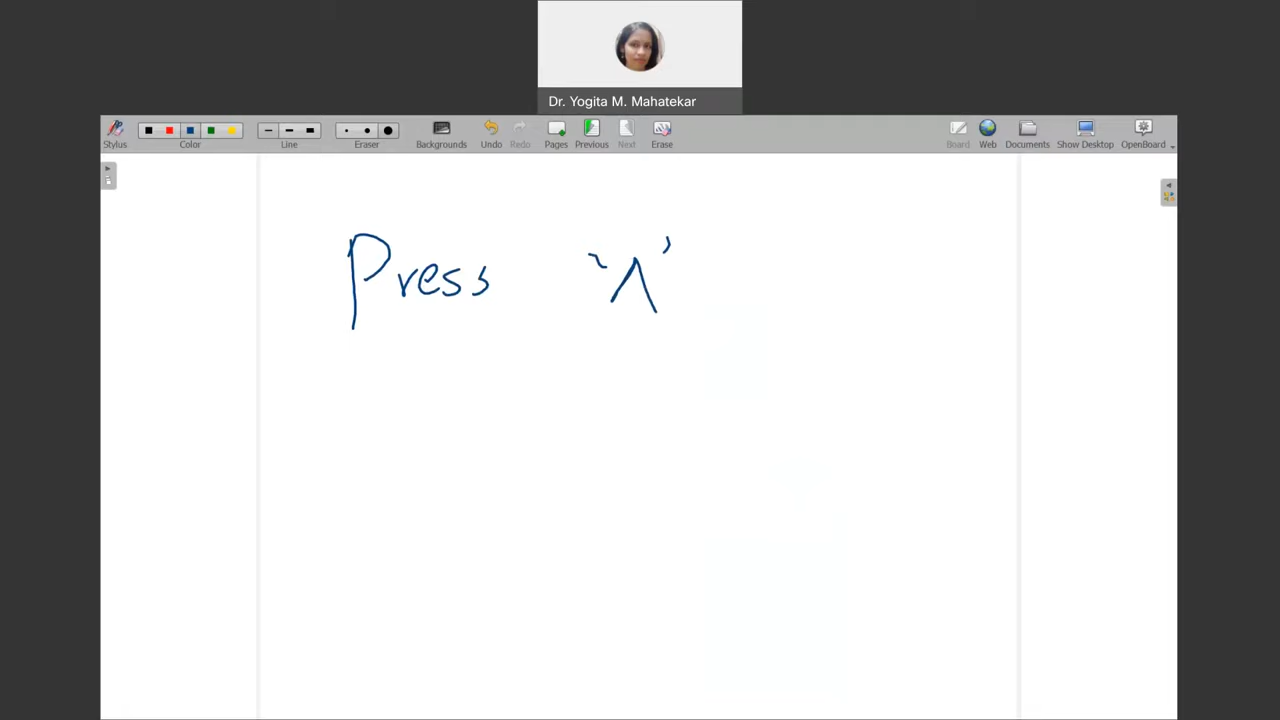 Dr. Yogita M. Mahatekar
Stylus Color Line Eraser Backgrounds Undo Redo Pages Previous Next Erase Board Web Documents Show Desktop OpenBoard
Press ‘Λ’